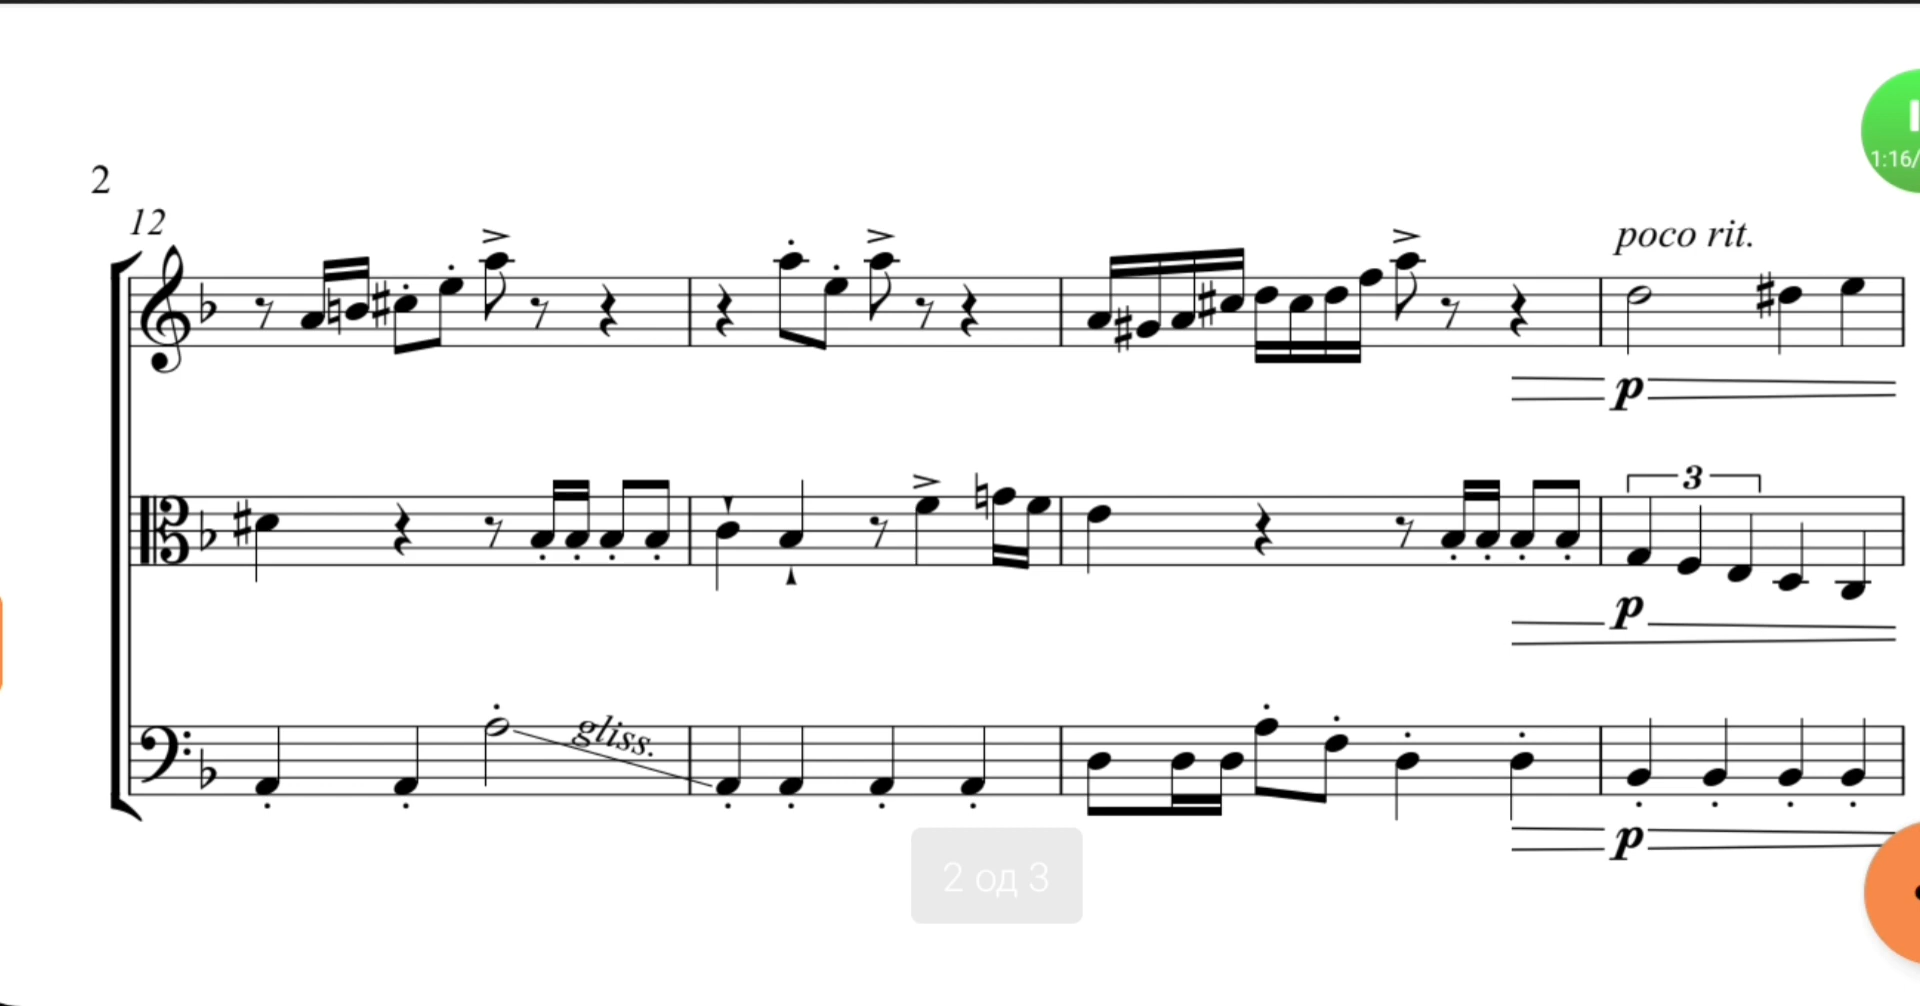 2
12
1:16/
poco rit.
p
3
p
gliss.
p
2 од 3